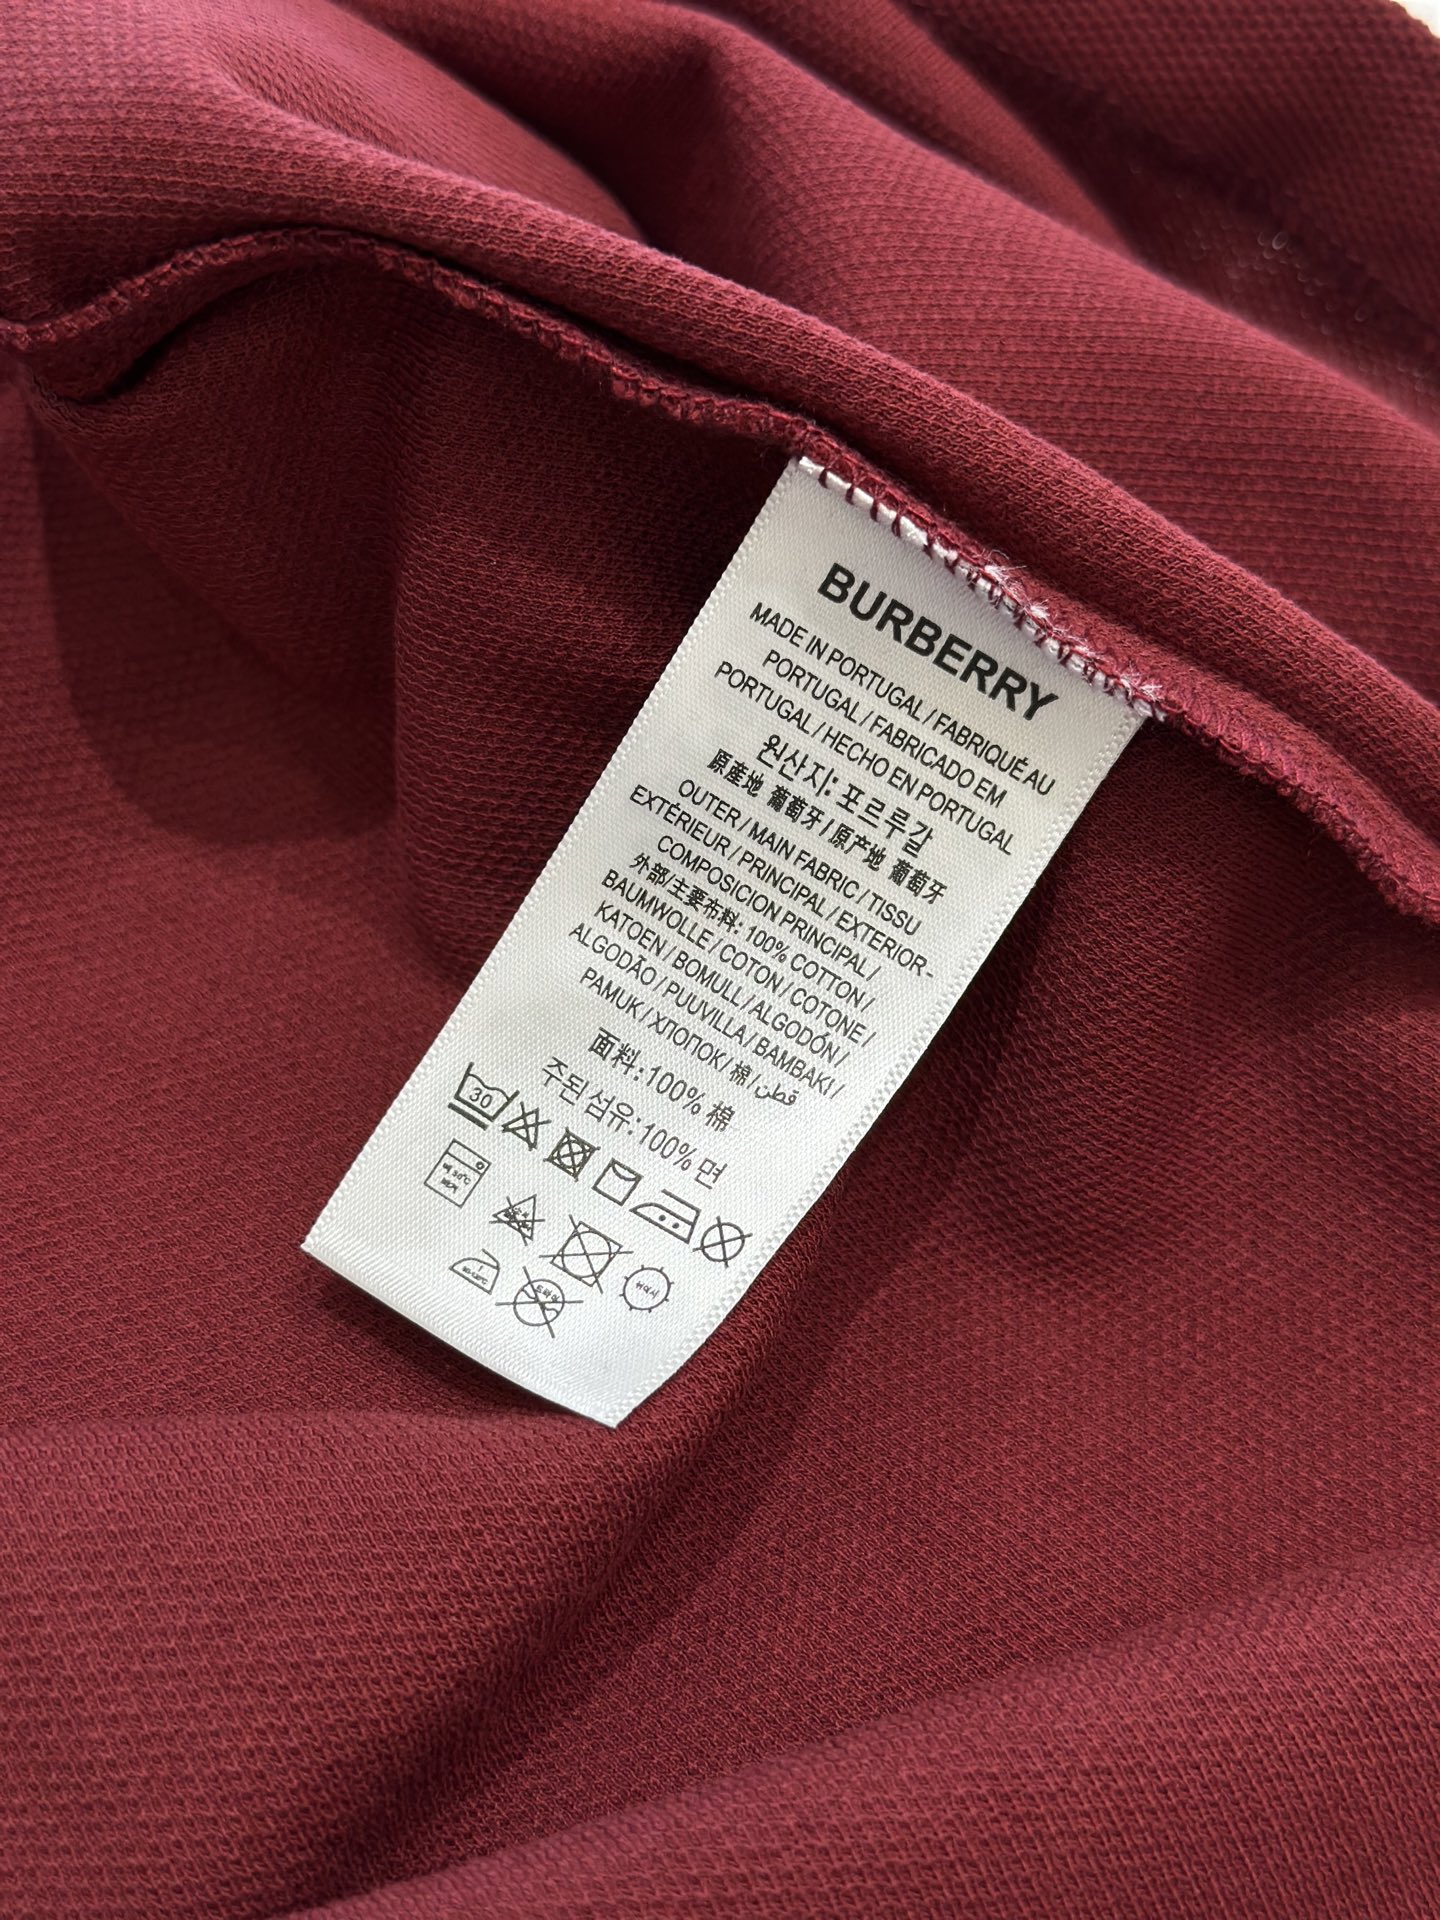 BURBERRY
MADE IN PORTUGAL / FABRIQUÉ AU
PORTUGAL / FABRICADO EM
PORTUGAL / HECHO EN PORTUGAL
원산지: 포르투갈
原產地 葡萄牙 / 原产地 葡萄牙
OUTER / MAIN FABRIC / TISSU
EXTÉRIEUR / PRINCIPAL / EXTERIOR-
COMPOSICION PRINCIPAL /
外部/主要布料: 100% COTTON /
BAUMWOLLE / COTON / COTONE /
KATOEN / BOMULL / ALGODÓN /
ALGODÃO / PUUVILLA / BAMBAKI /
PAMUK / ХЛОПОК / 棉 / قطن
面料: 100% 棉
주된 섬유: 100% 면
30